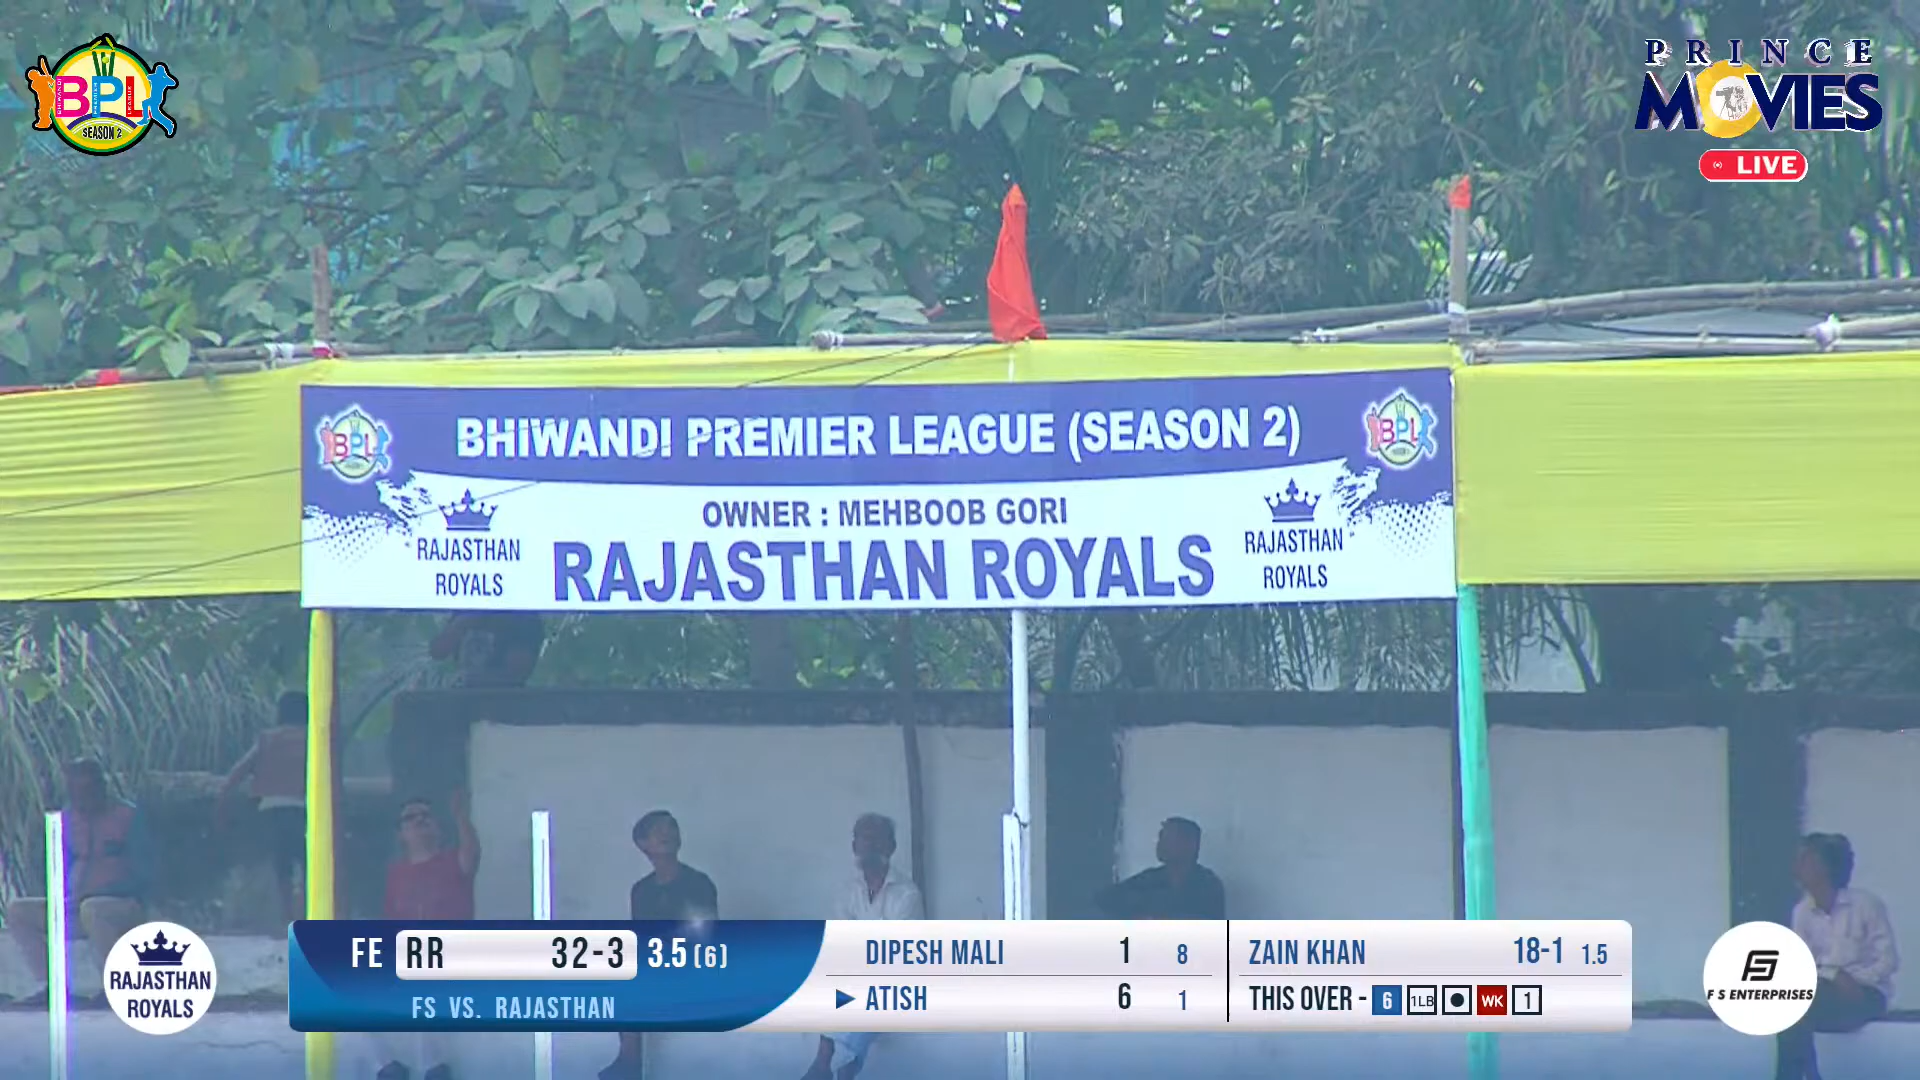 BPL
SEASON 2
PRINCE
MOVIES
LIVE
BHIWANDI PREMIER LEAGUE (SEASON 2)
BPL
BPL
OWNER : MEHBOOB GORI
RAJASTHAN ROYALS
RAJASTHAN
ROYALS
RAJASTHAN
ROYALS
RAJASTHAN
ROYALS
FE RR 32-3 3.5 (6)
FS VS. RAJASTHAN
DIPESH MALI 1 8
ATISH 6 1
ZAIN KHAN 18-1 1.5
THIS OVER - 6 1LB WK 1
F S ENTERPRISES